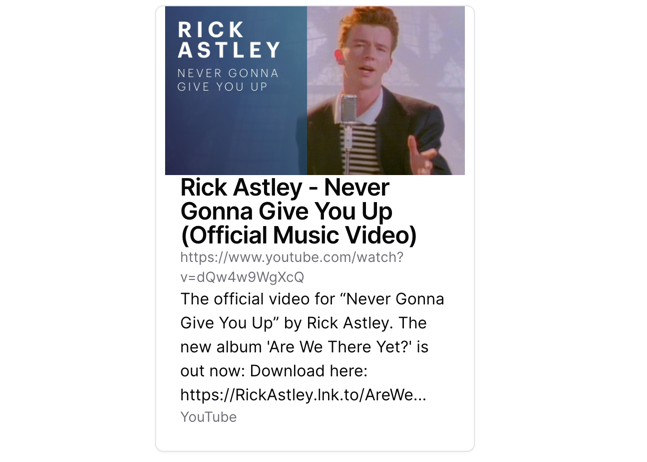 RICK
ASTLEY
NEVER GONNA
GIVE YOU UP
Rick Astley - Never
Gonna Give You Up
(Official Music Video)
https://www.youtube.com/watch?
v=dQw4w9WgXcQ
The official video for “Never Gonna
Give You Up” by Rick Astley. The
new album 'Are We There Yet?' is
out now: Download here:
https://RickAstley.lnk.to/AreWe...
YouTube